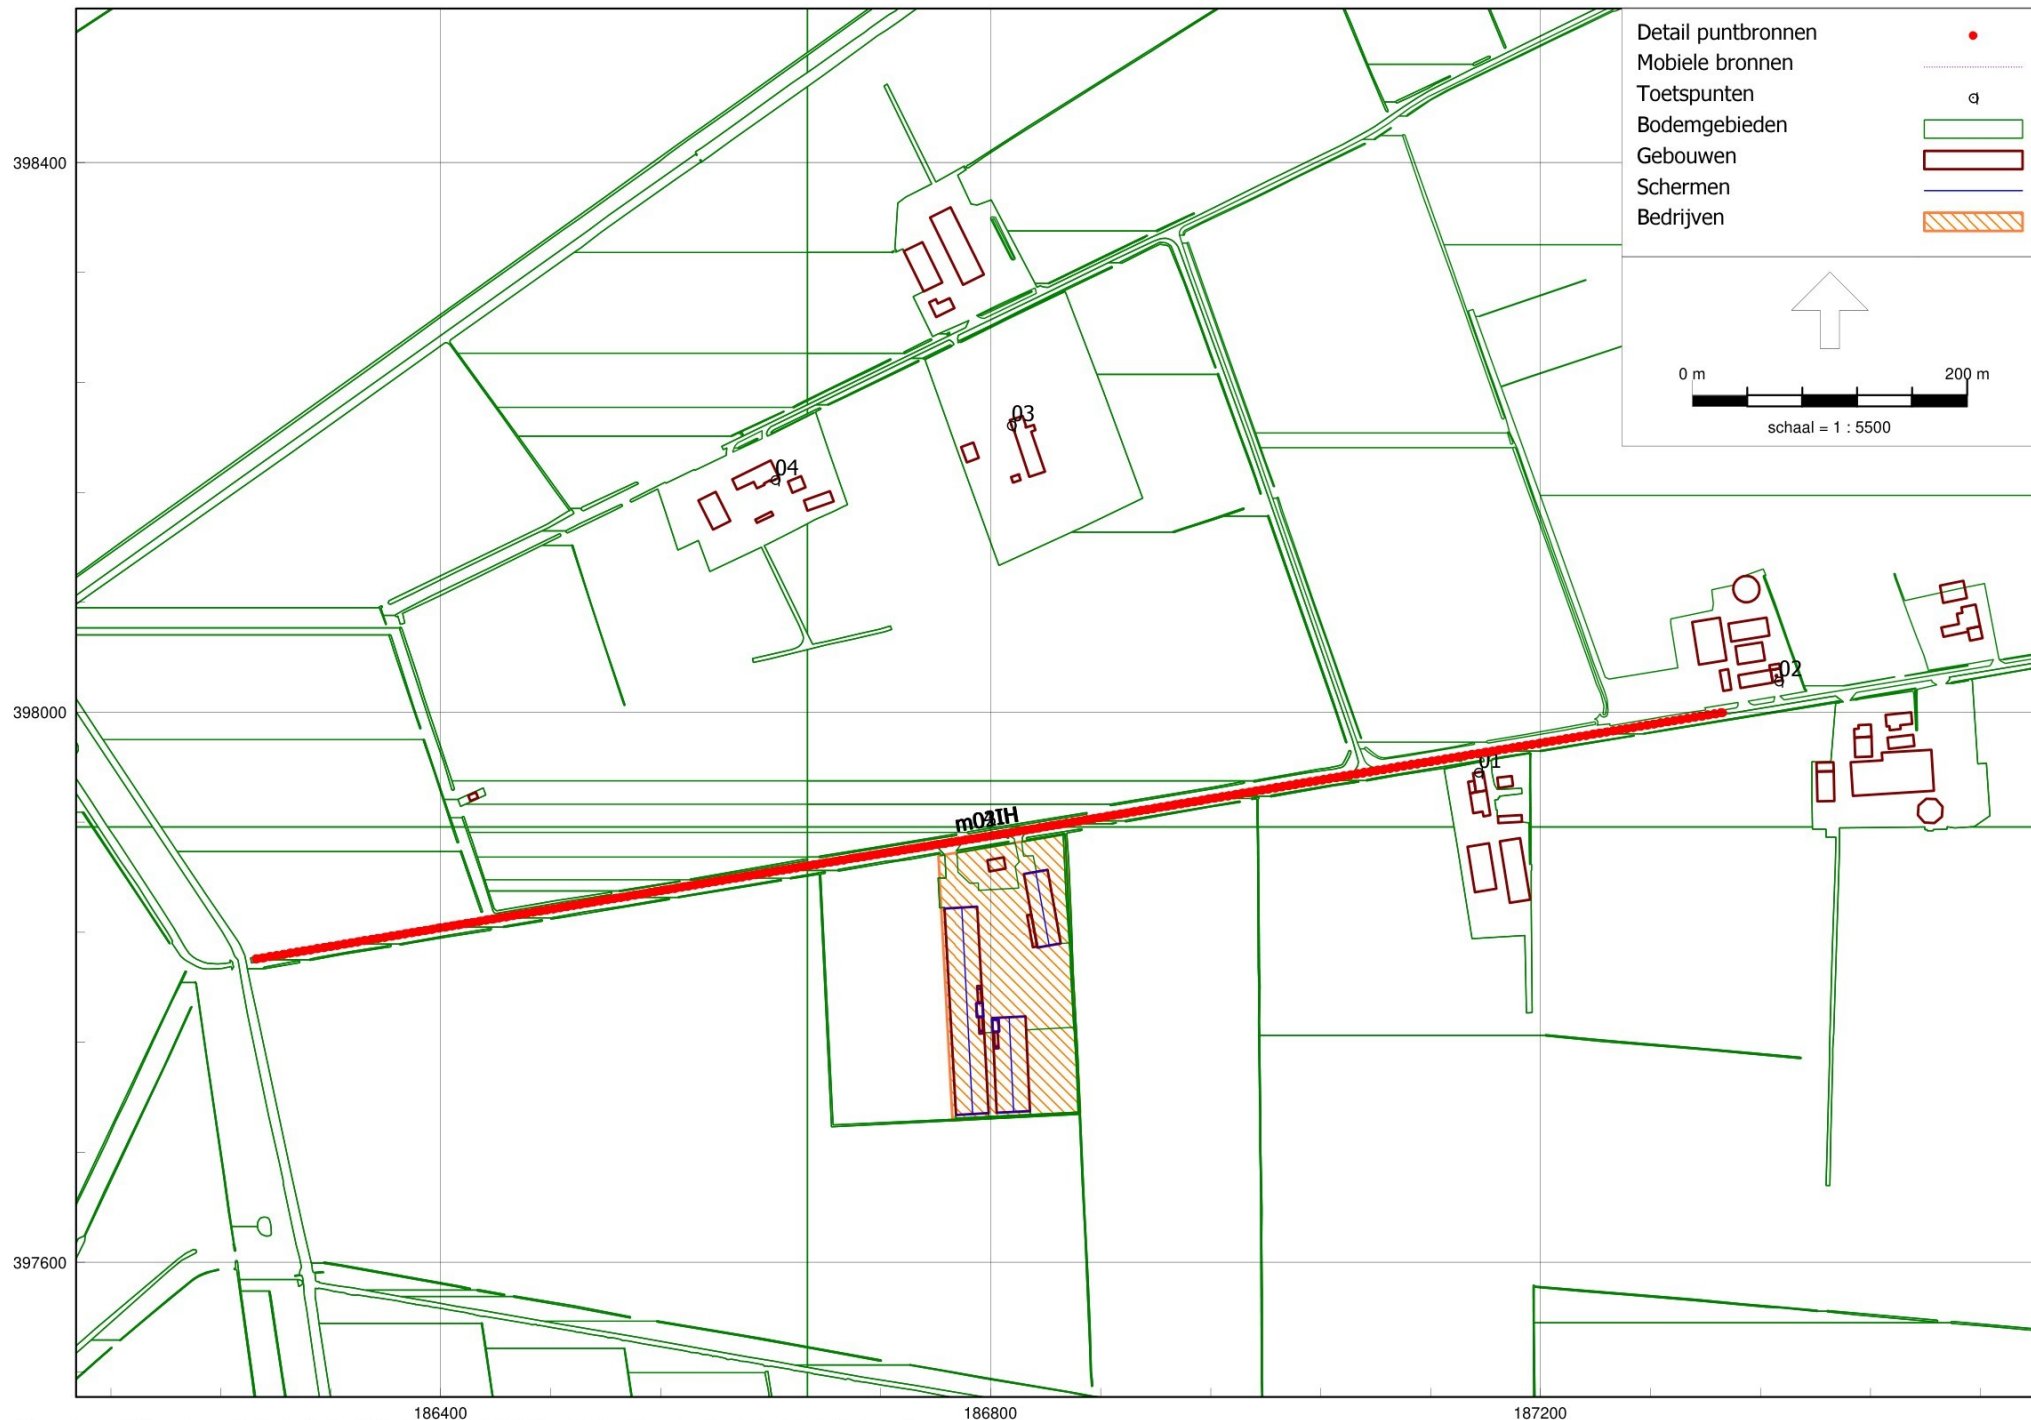 Detail puntbronnen
Mobiele bronnen
Toetspunten
Bodemgebieden
Gebouwen
Schermen
Bedrijven
0 m 200 m
schaal = 1 : 5500
398400
03
04
02
398000
01
397600
186400 186800 187200